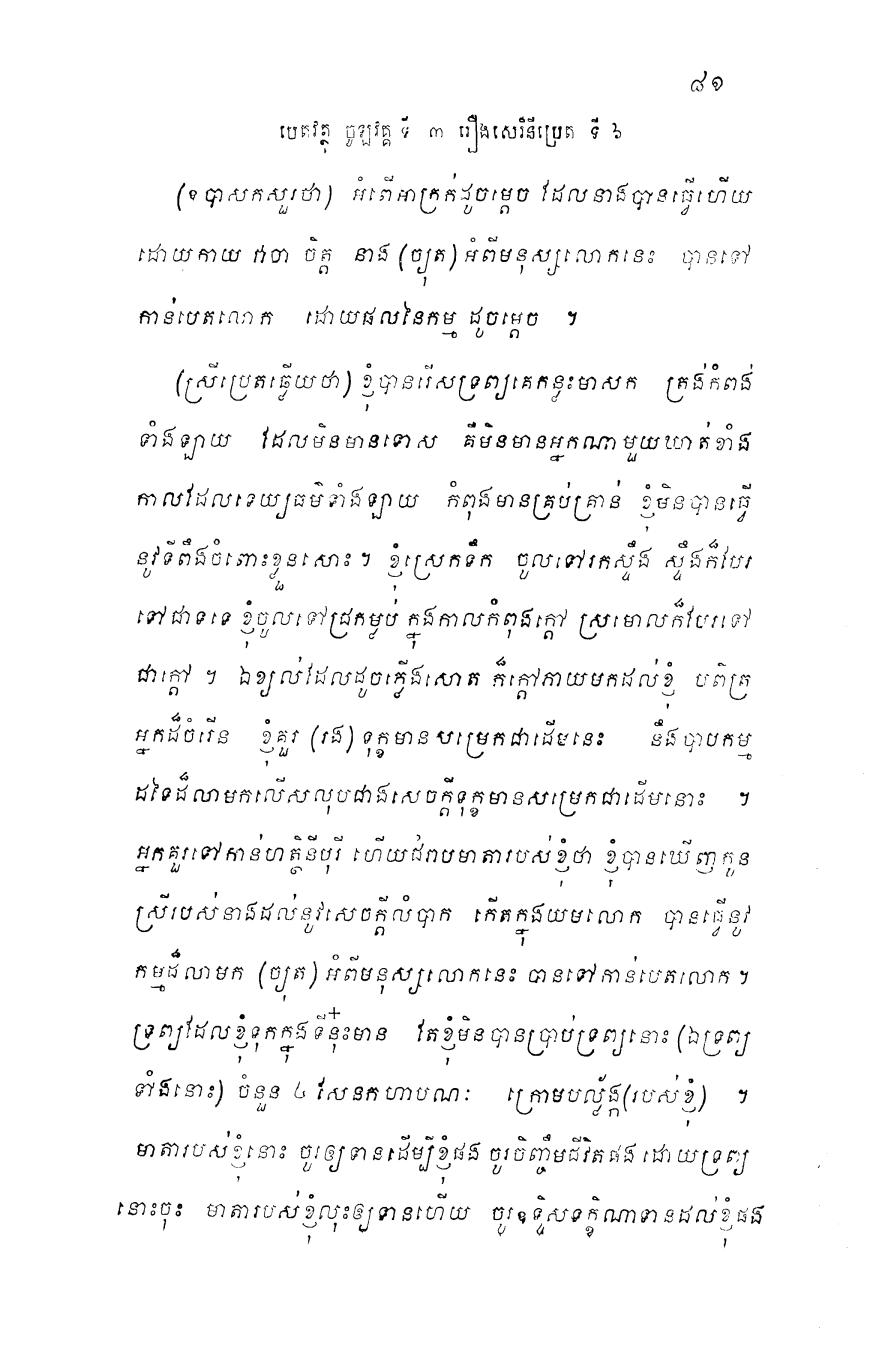 ៨១
បេតវត្ថុ ចូឡវគ្គ ទី ៣ រឿងសេរិនីប្រេត ទី ៦
(ឧបាសកសួរថា) អំពើអាក្រក់ដូចម្តេច ដែលនាងបានធ្វើហើយ
ដោយកាយ វាចា ចិត្ត នាង (ច្យុត) អំពីមនុស្សលោកនេះ បានទៅ
កាន់បេតលោក ដោយផលនៃកម្ម ដូចម្តេច ។
(ស្រីប្រេតឆ្លើយថា) ខ្ញុំបានរើសទ្រព្យគេកន្លះមាសក ត្រង់កំពង់
ទាំងឡាយ ដែលមិនមានទោស គឺមិនមានអ្នកណាមួយឃាត់ខាំង
កាលដែលទេយ្យធម៌ទាំងឡាយ កំពុងមានគ្រប់គ្រាន់ ខ្ញុំមិនបានធ្វើ
នូវទីពឹងចំពោះខ្លួនសោះ ។ ខ្ញុំស្រេកទឹក ចូលទៅរកស្ទឹង ស្ទឹងក៏បែរ
ទៅជាទទេ ខ្ញុំចូលទៅជ្រកម្លប់ ក្នុងកាលកំពុងក្តៅ ស្រមោលក៏បែរទៅ
ជាក្តៅ ។ ឯខ្យល់ដែលដូចភ្លើងសោត ក៏ក្តៅភាយមកដល់ខ្ញុំ បពិត្រ
អ្នកដ៏ចំរើន ខ្ញុំគួរ (រង) ទុក្ខមានសម្រេកជាដើមនេះ នឹងបាបកម្ម
ដទៃដ៏លាមកលើសលុបជាងសេចក្តីទុក្ខមានសម្រេកជាដើមនោះ ។
អ្នកគួរទៅកាន់ហត្ថិនីបុរី ហើយជំរាបមាតារបស់ខ្ញុំថា ខ្ញុំបានឃើញកូន
ស្រីរបស់នាងដល់នូវសេចក្តីលំបាក កើតក្នុងយមលោក បានធ្វើនូវ
កម្មដ៏លាមក (ច្យុត) អំពីមនុស្សលោកនេះ បានទៅកាន់បេតលោក ។
ទ្រព្យដែលខ្ញុំទុកក្នុងទីនុ៎ះមាន តែខ្ញុំមិនបានប្រាប់ទ្រព្យនោះ (ឯទ្រព្យ
ទាំងនោះ) ចំនួន ៤ សែនកហាបណៈ ក្រោមបល្ល័ង្ក (របស់ខ្ញុំ) ។
មាតារបស់ខ្ញុំនោះ ចូរឲ្យទានដើម្បីខ្ញុំផង ចូរចិញ្ចឹមជីវិតផង ដោយទ្រព្យ
នោះចុះ មាតារបស់ខ្ញុំលុះឲ្យទានហើយ ចូរឧទ្ទិសទក្ខិណាទានដល់ខ្ញុំផង